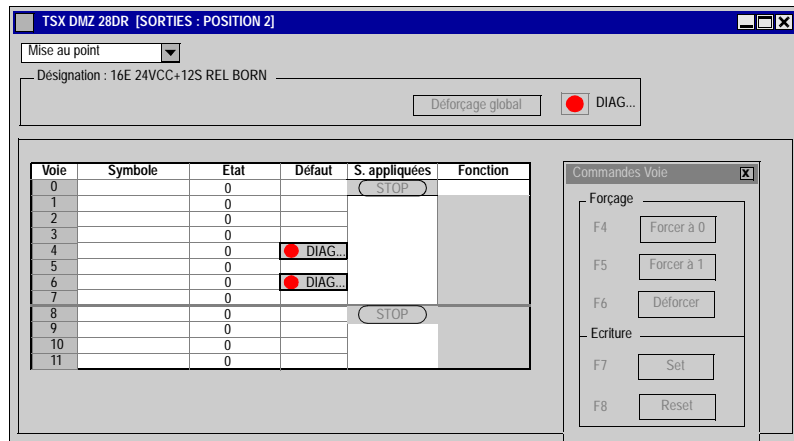 TSX DMZ 28DR [SORTIES : POSITION 2]
Mise au point
Désignation : 16E 24VCC+12S REL BORN
Déforçage global
DIAG...
Voie Symbole Etat Défaut S. appliquées Fonction
0 0 STOP
1 0
2 0
3 0
4 0 DIAG...
5 0
6 0 DIAG...
7 0
8 0 STOP
9 0
10 0
11 0
Commandes Voie
Forçage
F4 Forcer à 0
F5 Forcer à 1
F6 Déforcer
Ecriture
F7 Set
F8 Reset